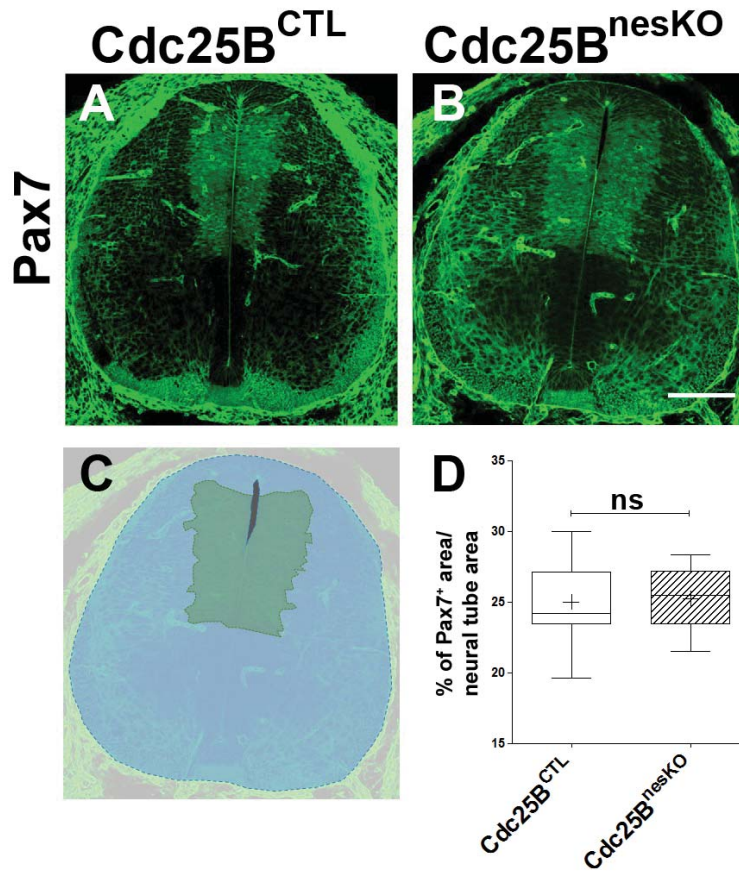 Cdc25B^CTL Cdc25B^nesKO
Pax7
A B
C D
ns
% of Pax7⁺ area/
neural tube area
35
30
25
20
15
Cdc25B^CTL
Cdc25B^nesKO